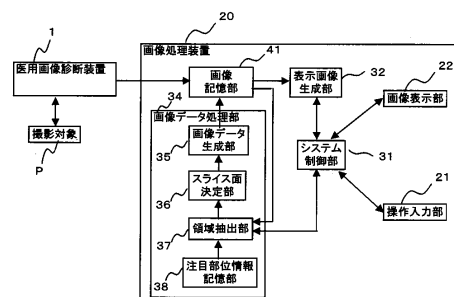 20
画像処理装置
1
医用画像診断装置
撮影対象
P
41
画像
記憶部
表示画像
生成部
32
22
画像表示部
システム
制御部
31
21
操作入力部
34
画像データ処理部
画像データ
生成部
35
スライス面
決定部
36
領域抽出部
37
注目部位情報
記憶部
38